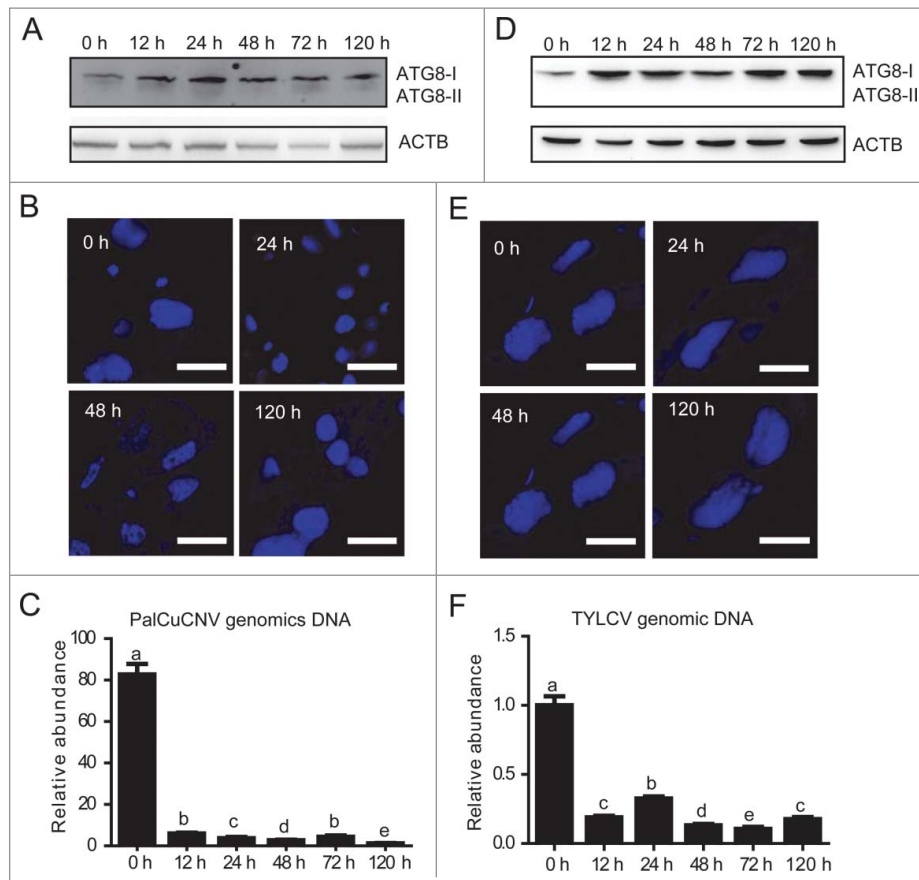 A
0 h 12 h 24 h 48 h 72 h 120 h
ATG8-I
ATG8-II
ACTB
D
0 h 12 h 24 h 48 h 72 h 120 h
ATG8-I
ATG8-II
ACTB
B
0 h
24 h
48 h
120 h
E
0 h
24 h
48 h
120 h
C
PalCuCNV genomics DNA
Relative abundance
100
80
60
40
20
0
a
b
c
d
b
e
0 h 12 h 24 h 48 h 72 h 120 h
F
TYLCV genomic DNA
Relative abundance
1.5
1.0
0.5
0.0
a
c
b
d
e
c
0 h 12 h 24 h 48 h 72 h 120 h